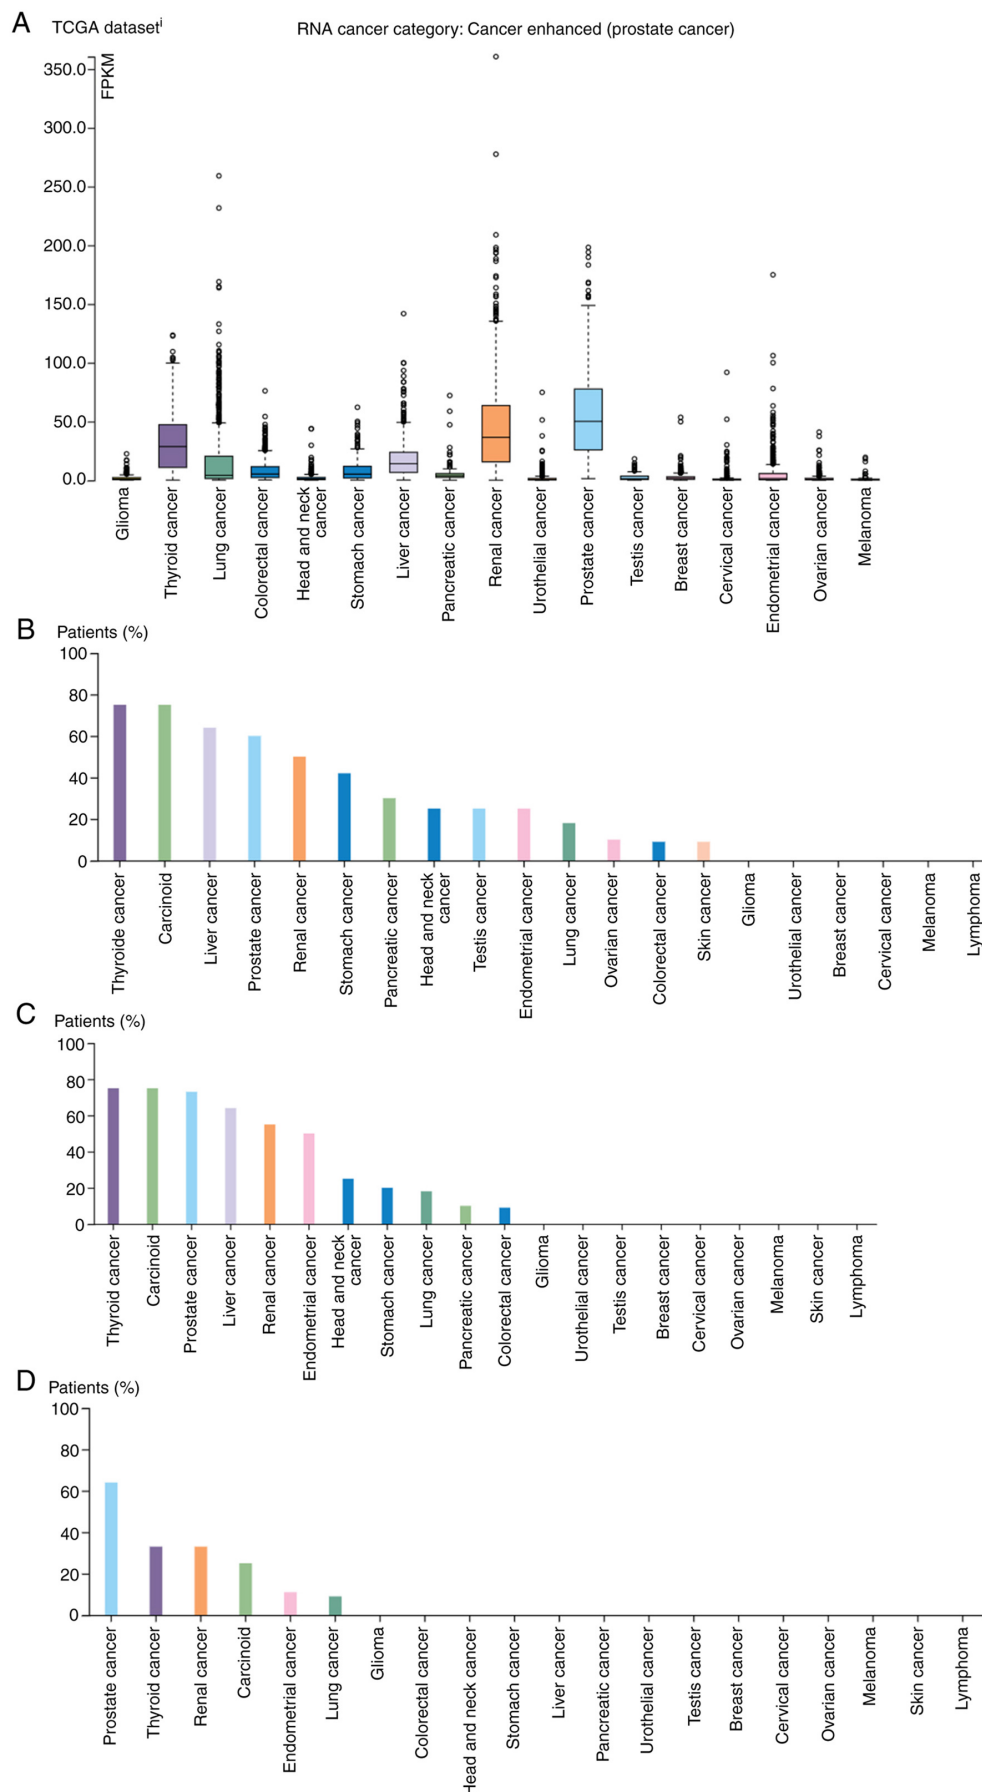 A
TCGA datasetⁱ
RNA cancer category: Cancer enhanced (prostate cancer)
FPKM
350.0
300.0
250.0
200.0
150.0
100.0
50.0
0.0
Glioma
Thyroid cancer
Lung cancer
Colorectal cancer
Head and neck
cancer
Stomach cancer
Liver cancer
Pancreatic cancer
Renal cancer
Urothelial cancer
Prostate cancer
Testis cancer
Breast cancer
Cervical cancer
Endometrial cancer
Ovarian cancer
Melanoma
B
Patients (%)
100
80
60
40
20
0
Thyroide cancer
Carcinoid
Liver cancer
Prostate cancer
Renal cancer
Stomach cancer
Pancreatic cancer
Head and neck
cancer
Testis cancer
Endometrial cancer
Lung cancer
Ovarian cancer
Colorectal cancer
Skin cancer
Glioma
Urothelial cancer
Breast cancer
Cervical cancer
Melanoma
Lymphoma
C
Patients (%)
100
80
60
40
20
0
Thyroid cancer
Carcinoid
Prostate cancer
Liver cancer
Renal cancer
Endometrial cancer
Head and neck
cancer
Stomach cancer
Lung cancer
Pancreatic cancer
Colorectal cancer
Glioma
Urothelial cancer
Testis cancer
Breast cancer
Cervical cancer
Ovarian cancer
Melanoma
Skin cancer
Lymphoma
D
Patients (%)
100
80
60
40
20
0
Prostate cancer
Thyroid cancer
Renal cancer
Carcinoid
Endometrial cancer
Lung cancer
Glioma
Colorectal cancer
Head and neck cancer
Stomach cancer
Liver cancer
Pancreatic cancer
Urothelial cancer
Testis cancer
Breast cancer
Cervical cancer
Ovarian cancer
Melanoma
Skin cancer
Lymphoma